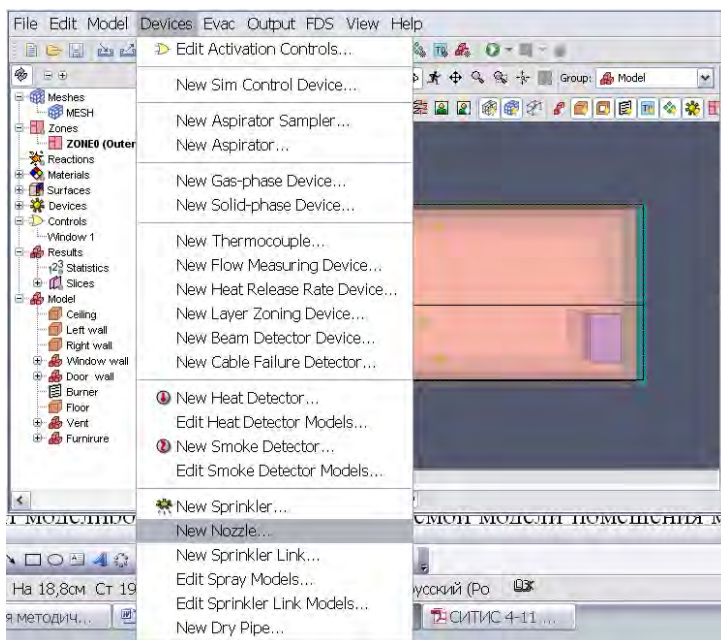 File Edit Model Devices Evac Output FDS View Help
Edit Activation Controls...
New Sim Control Device...
New Aspirator Sampler...
New Aspirator...
New Gas-phase Device...
New Solid-phase Device...
New Thermocouple...
New Flow Measuring Device...
New Heat Release Rate Device...
New Layer Zoning Device...
New Beam Detector Device...
New Cable Failure Detector...
New Heat Detector...
Edit Heat Detector Models...
New Smoke Detector...
Edit Smoke Detector Models...
New Sprinkler...
New Nozzle...
New Sprinkler Link...
Edit Spray Models...
Edit Sprinkler Link Models...
New Dry Pipe...
Group: Model
Meshes
MESH
Zones
ZONE0 (Outer
Reactions
Materials
Surfaces
Devices
Controls
Window 1
Results
Statistics
Slices
Model
Ceiling
Left wall
Right wall
Window wall
Door wall
Burner
Floor
Vent
Furnirure
емой модели помещения м
На 18,8см Ст 19
усский (Ро
я методич...
СИТИС 4-11 ...